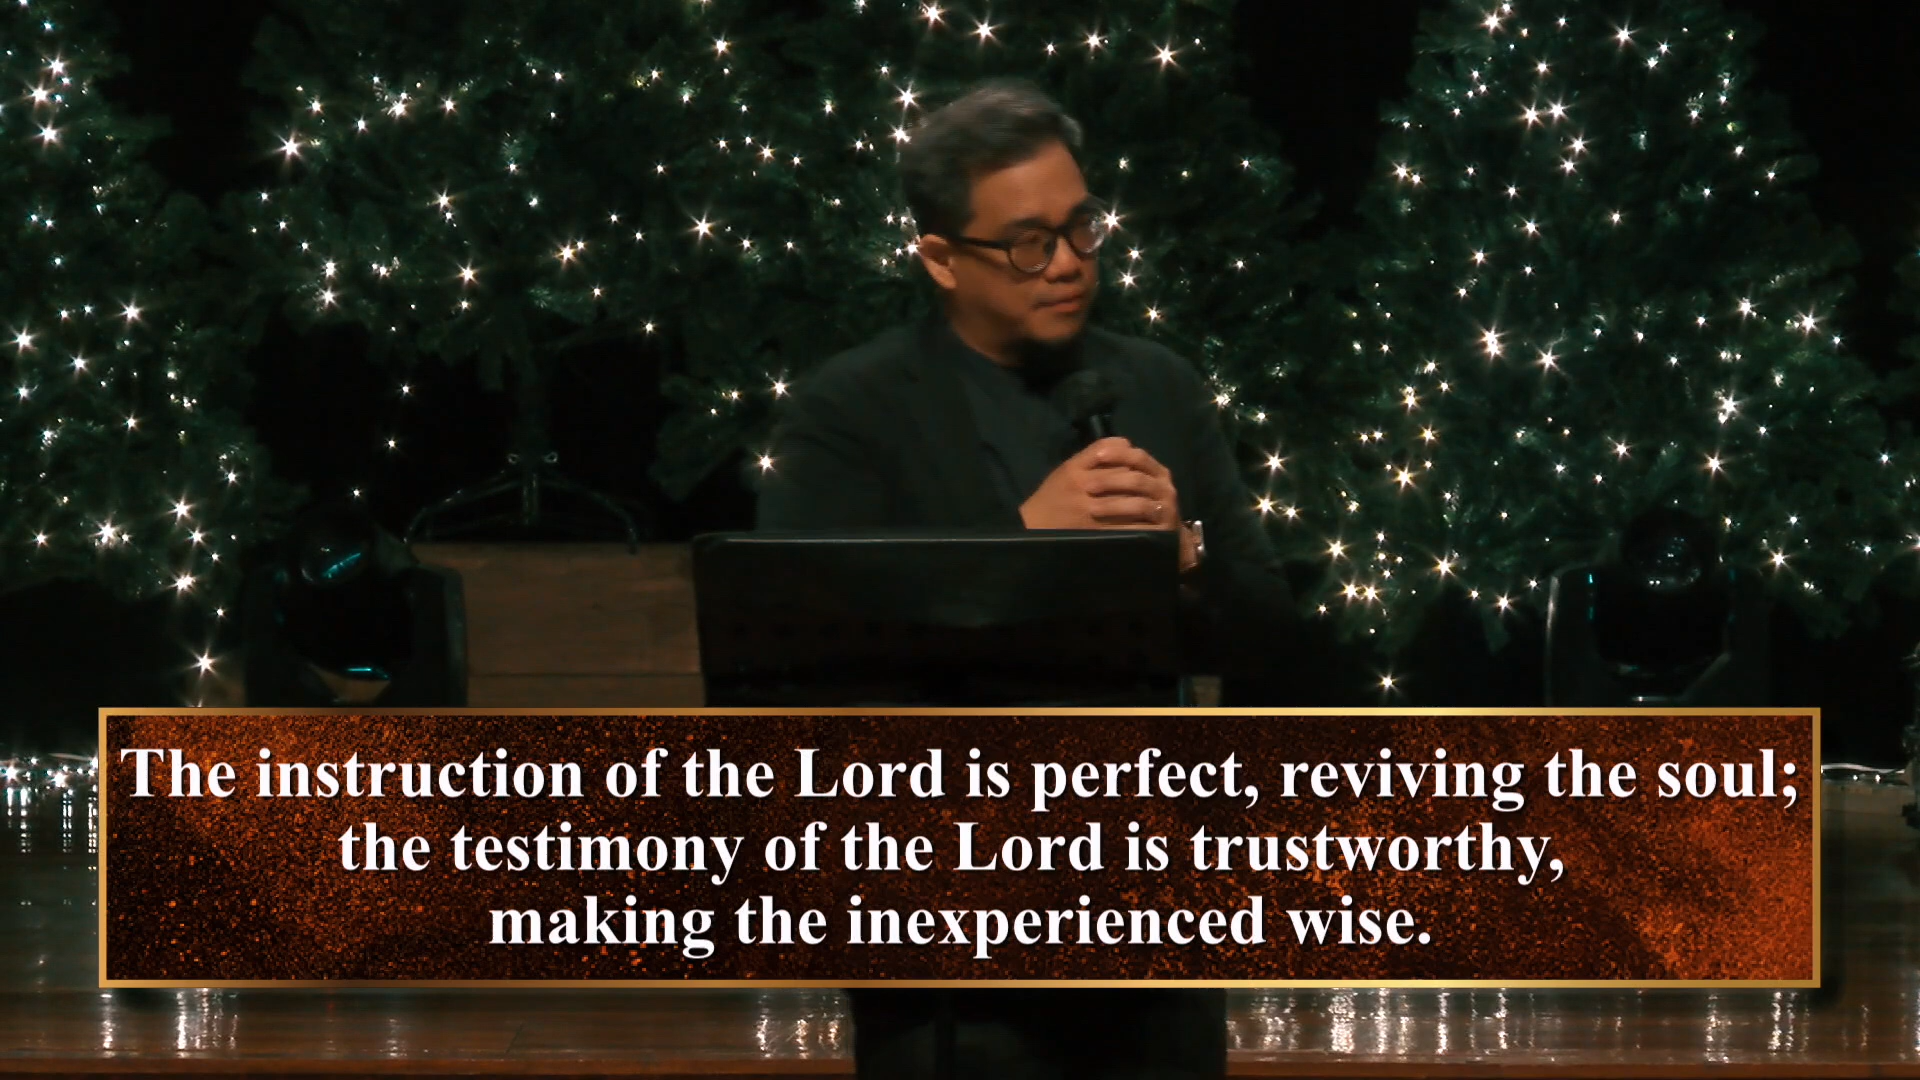 The instruction of the Lord is perfect, reviving the soul;
the testimony of the Lord is trustworthy,
making the inexperienced wise.